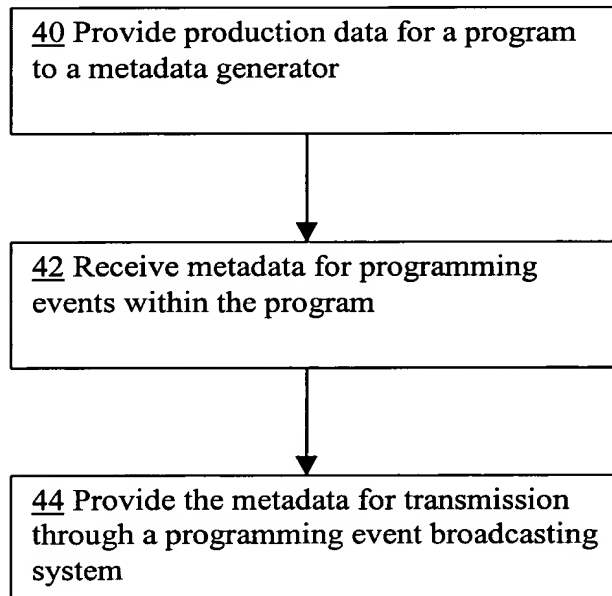 40 Provide production data for a program
to a metadata generator
42 Receive metadata for programming
events within the program
44 Provide the metadata for transmission
through a programming event broadcasting
system